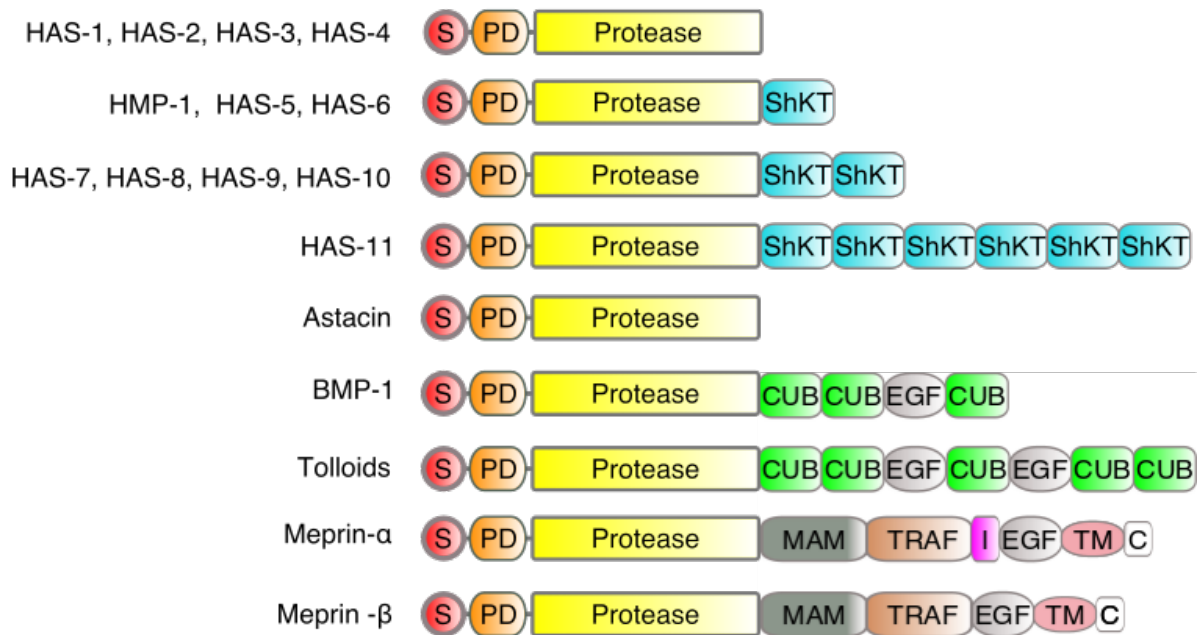 HAS-1, HAS-2, HAS-3, HAS-4 S PD Protease
HMP-1, HAS-5, HAS-6 S PD Protease ShKT
HAS-7, HAS-8, HAS-9, HAS-10 S PD Protease ShKT ShKT
HAS-11 S PD Protease ShKT ShKT ShKT ShKT ShKT ShKT
Astacin S PD Protease
BMP-1 S PD Protease CUB CUB EGF CUB
Tolloids S PD Protease CUB CUB EGF CUB EGF CUB CUB
Meprin-α S PD Protease MAM TRAF I EGF TM C
Meprin -β S PD Protease MAM TRAF EGF TM C